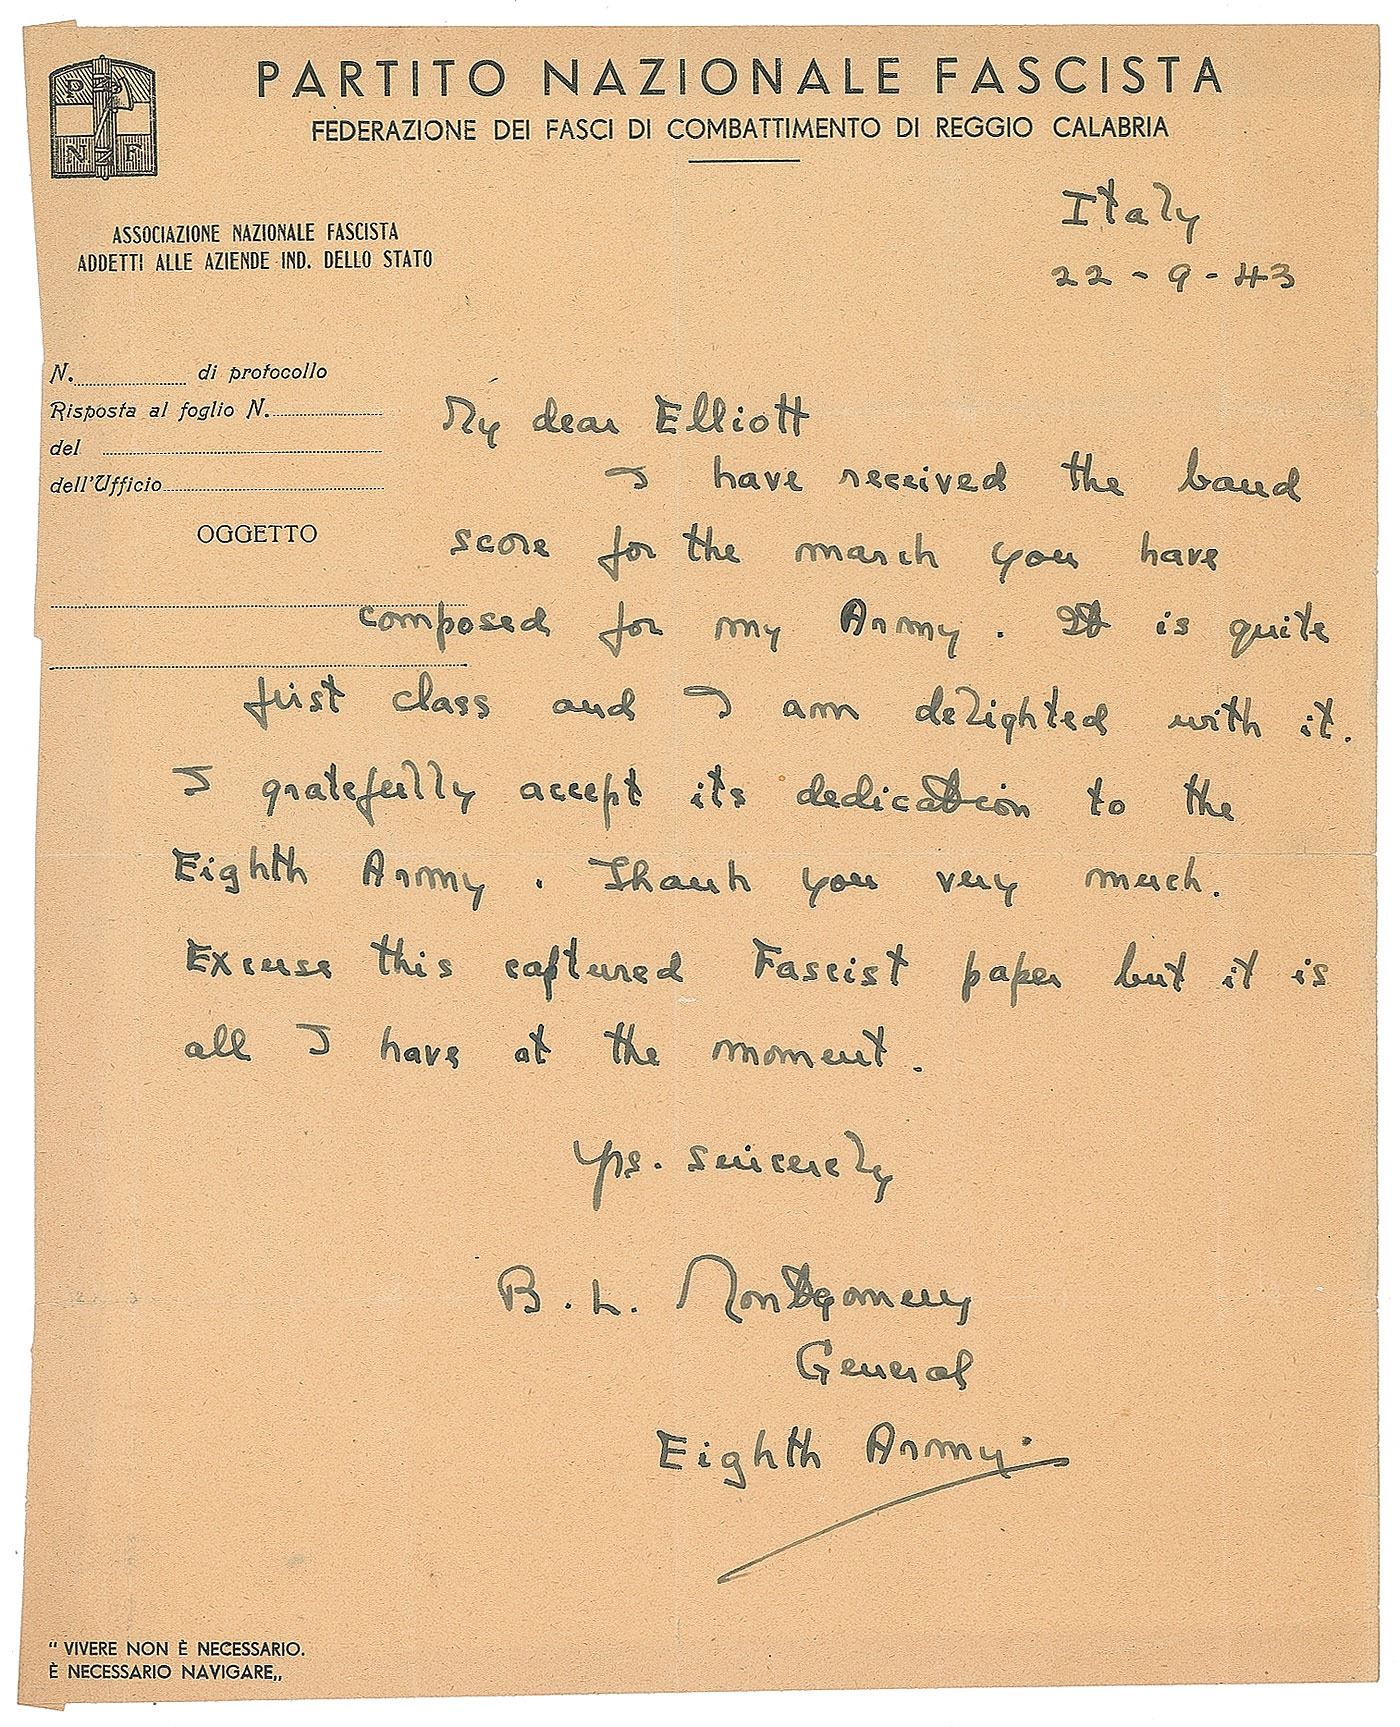 PNF
PARTITO NAZIONALE FASCISTA
FEDERAZIONE DEI FASCI DI COMBATTIMENTO DI REGGIO CALABRIA
ASSOCIAZIONE NAZIONALE FASCISTA
ADDETTI ALLE AZIENDE IND. DELLO STATO
Italy
22-9-43
N. di protocollo
Risposta al foglio N.
del
dell'Ufficio
OGGETTO
My dear Elliott
I have received the band
score for the march you have
composed for my Army. It is quite
first class and I am delighted with it.
I gratefully accept its dedication to the
Eighth Army. Thank you very much.
Excuse this captured Fascist paper but it is
all I have at the moment.
Yrs. sincerely
B. L. Montgomery
General
Eighth Army.
“ VIVERE NON È NECESSARIO.
È NECESSARIO NAVIGARE„